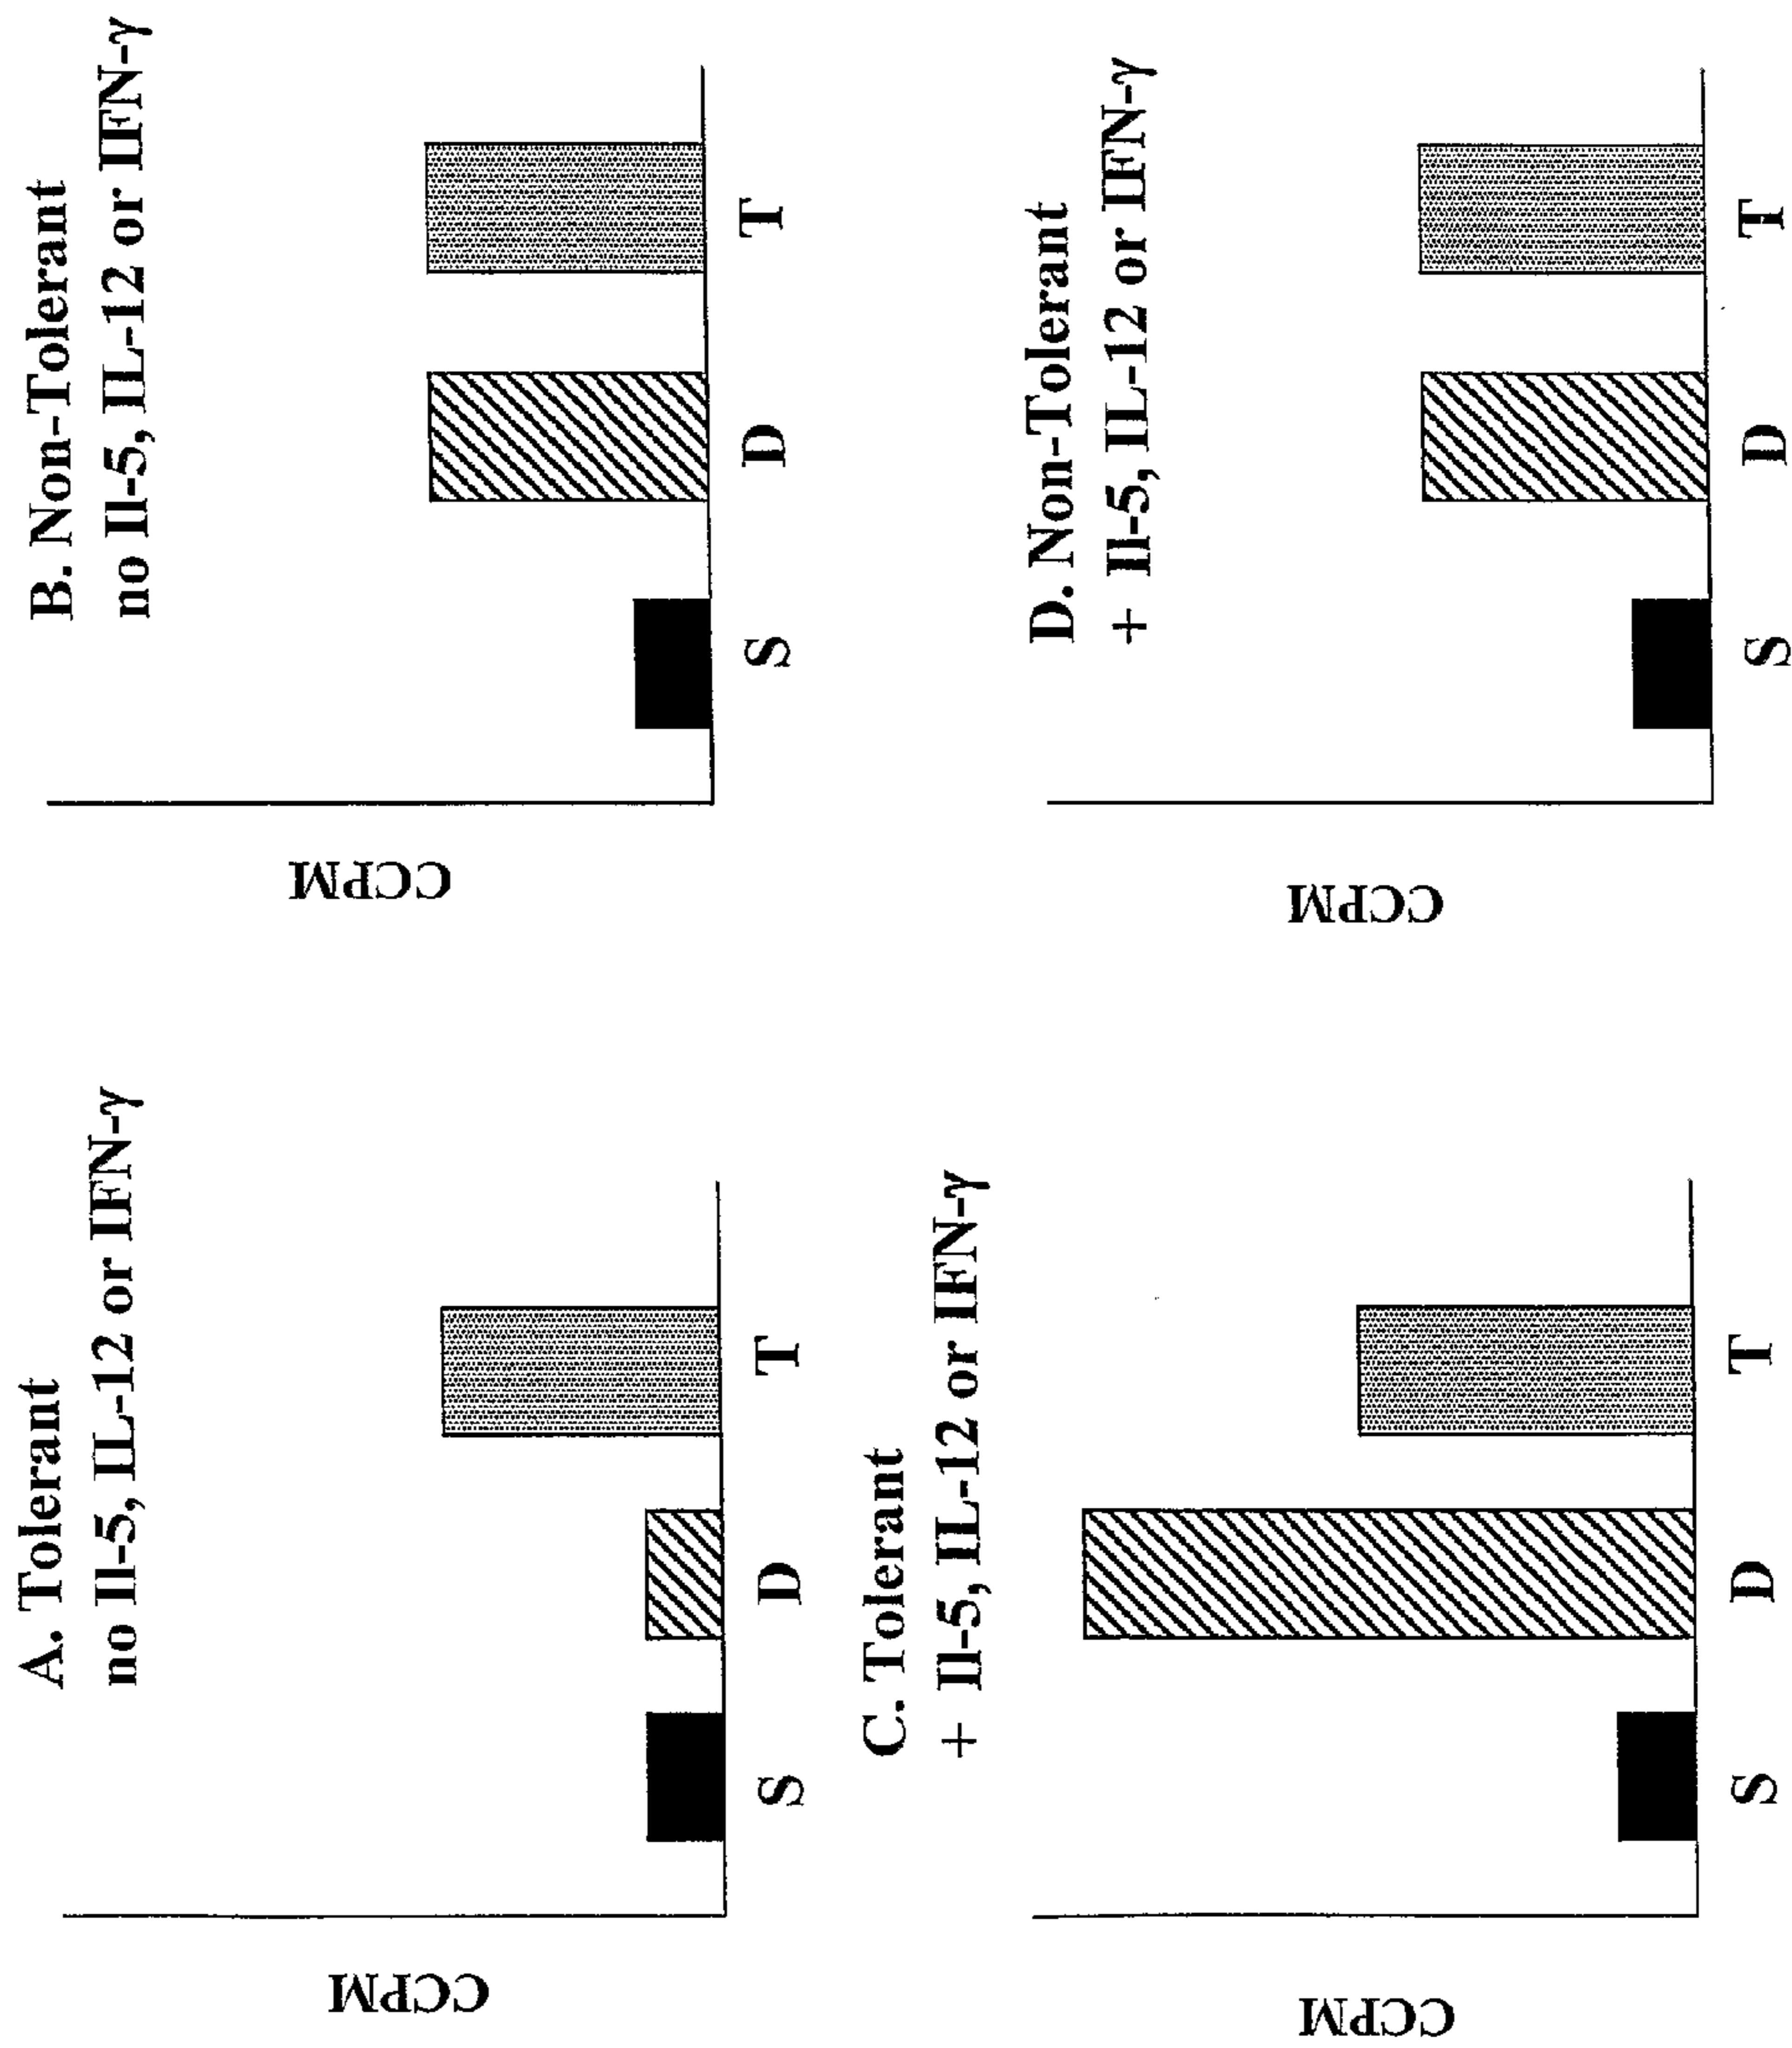 A. Tolerant
no Il-5, IL-12 or IFN-γ
CCPM
S D T
B. Non-Tolerant
no Il-5, IL-12 or IFN-γ
CCPM
S D T
C. Tolerant
+ Il-5, IL-12 or IFN-γ
CCPM
S D T
D. Non-Tolerant
+ Il-5, IL-12 or IFN-γ
CCPM
S D T